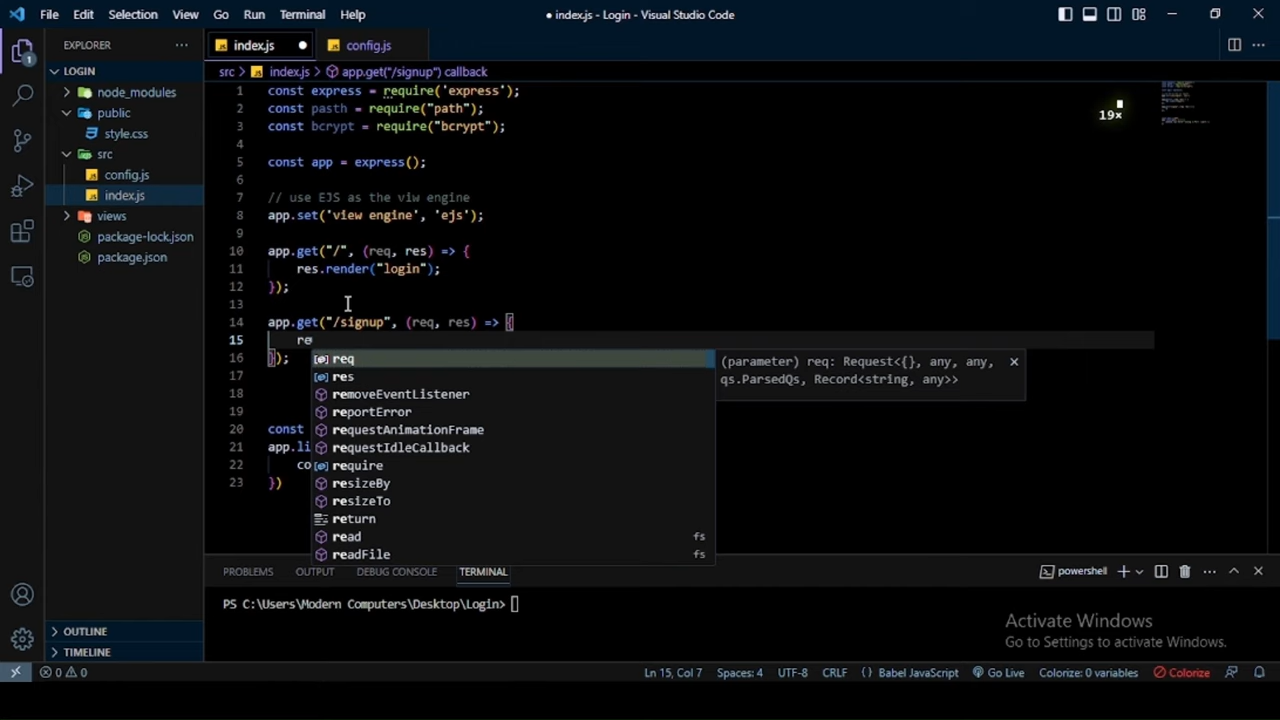 File Edit Selection View Go Run Terminal Help
● index.js - Login - Visual Studio Code
1
EXPLORER ...
index.js ●
config.js
LOGIN
src > index.js > app.get("/signup") callback
node_modules
public
style.css
src
config.js
index.js
views
package-lock.json
package.json
1 const express = require('express');
2 const pasth = require("path");
3 const bcrypt = require("bcrypt");
4
5 const app = express();
6
7 // use EJS as the viw engine
8 app.set('view engine', 'ejs');
9
10 app.get("/", (req, res) => {
11 res.render("login");
12 });
13
14 app.get("/signup", (req, res) => {
15 re
16 });
17
18
19
20 const
21 app.li
22 co
23 })
19×
req
res
removeEventListener
reportError
requestAnimationFrame
requestIdleCallback
require
resizeBy
resizeTo
return
read fs
readFile fs
(parameter) req: Request<{}, any, any,
qs.ParsedQs, Record<string, any>>
PROBLEMS OUTPUT DEBUG CONSOLE TERMINAL
powershell
PS C:\Users\Modern Computers\Desktop\Login>
Activate Windows
Go to Settings to activate Windows.
OUTLINE
TIMELINE
0 0
Ln 15, Col 7 Spaces: 4 UTF-8 CRLF { } Babel JavaScript Go Live Colorize: 0 variables Colorize